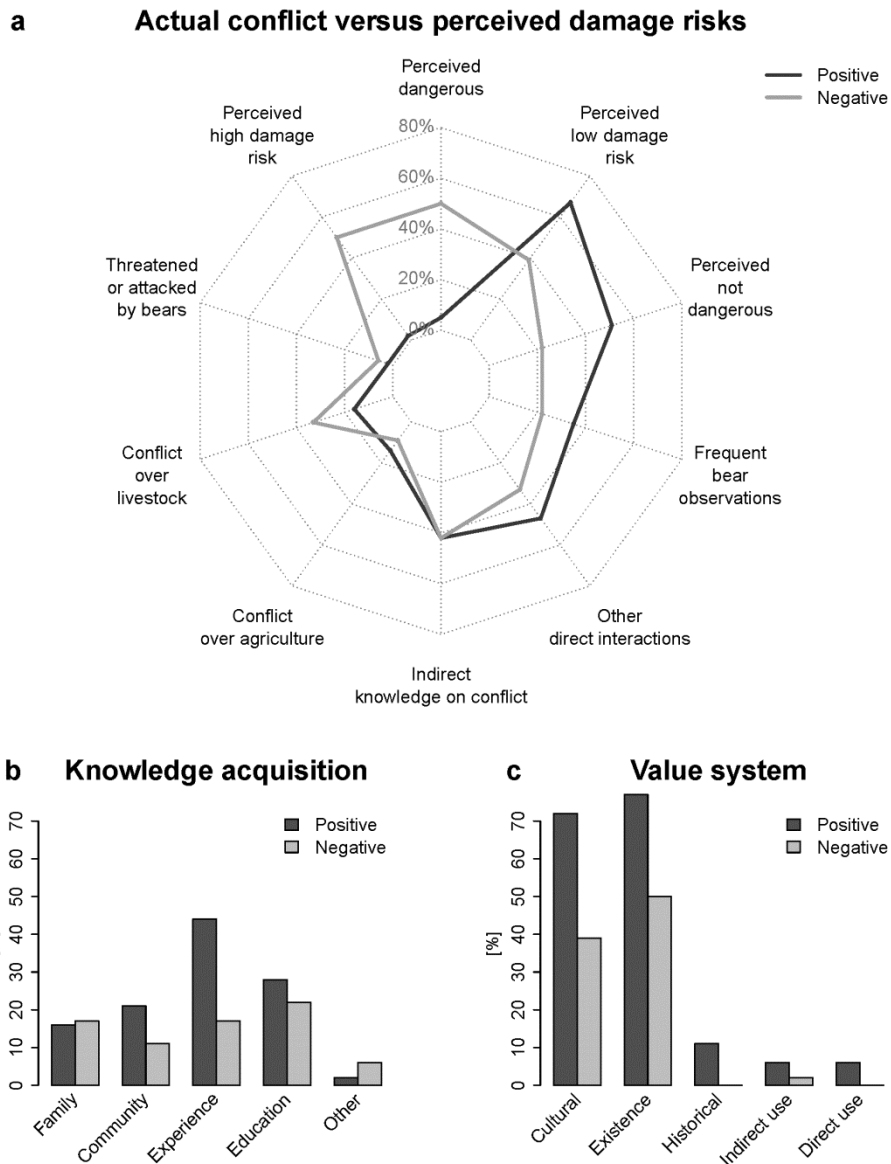 a Actual conflict versus perceived damage risks
Positive
Negative
Perceived
dangerous
Perceived
low damage
risk
Perceived
not
dangerous
Frequent
bear
observations
Other
direct interactions
Indirect
knowledge on conflict
Conflict
over agriculture
Conflict
over
livestock
Threatened
or attacked
by bears
Perceived
high damage
risk
80%
60%
40%
20%
0%
b Knowledge acquisition
Positive
Negative
70
60
50
40
30
20
10
0
Family
Community
Experience
Education
Other
c Value system
Positive
Negative
[%]
70
60
50
40
30
20
10
0
Cultural
Existence
Historical
Indirect use
Direct use